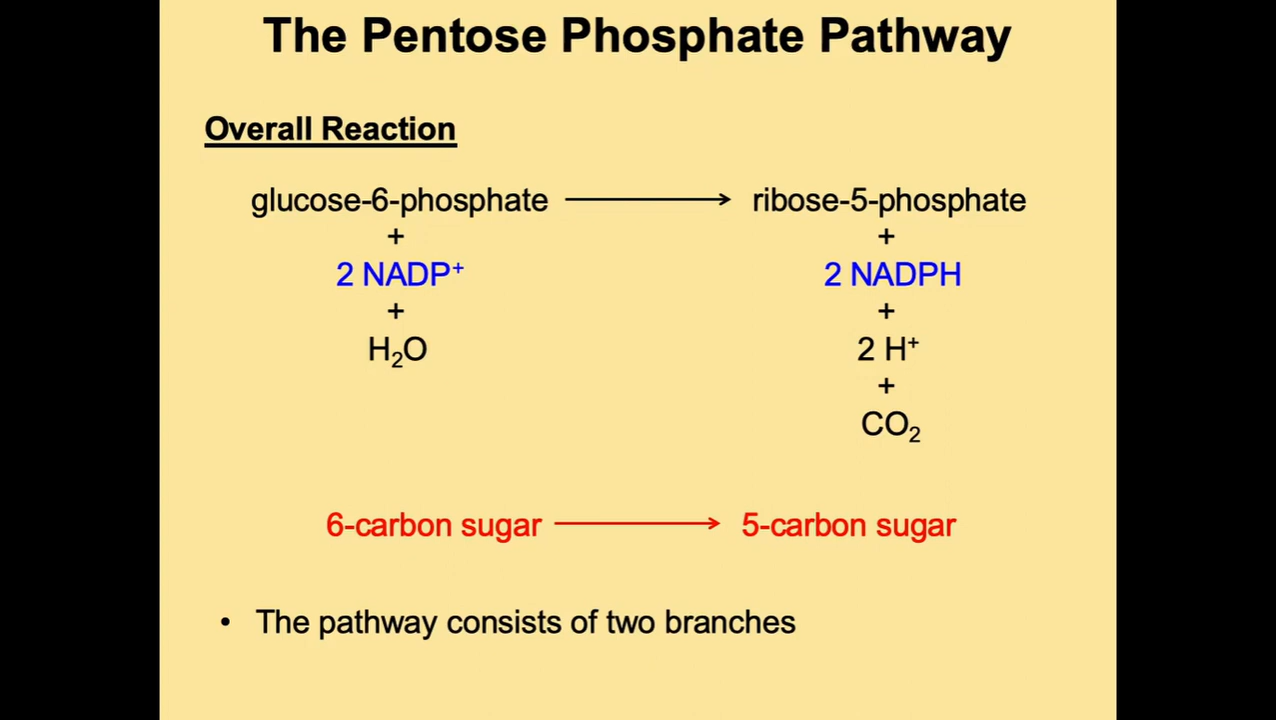 The Pentose Phosphate Pathway
Overall Reaction
glucose-6-phosphate ⟶ ribose-5-phosphate
+ +
2 NADP⁺ 2 NADPH
+ +
H₂O 2 H⁺
+
CO₂
6-carbon sugar ⟶ 5-carbon sugar
• The pathway consists of two branches